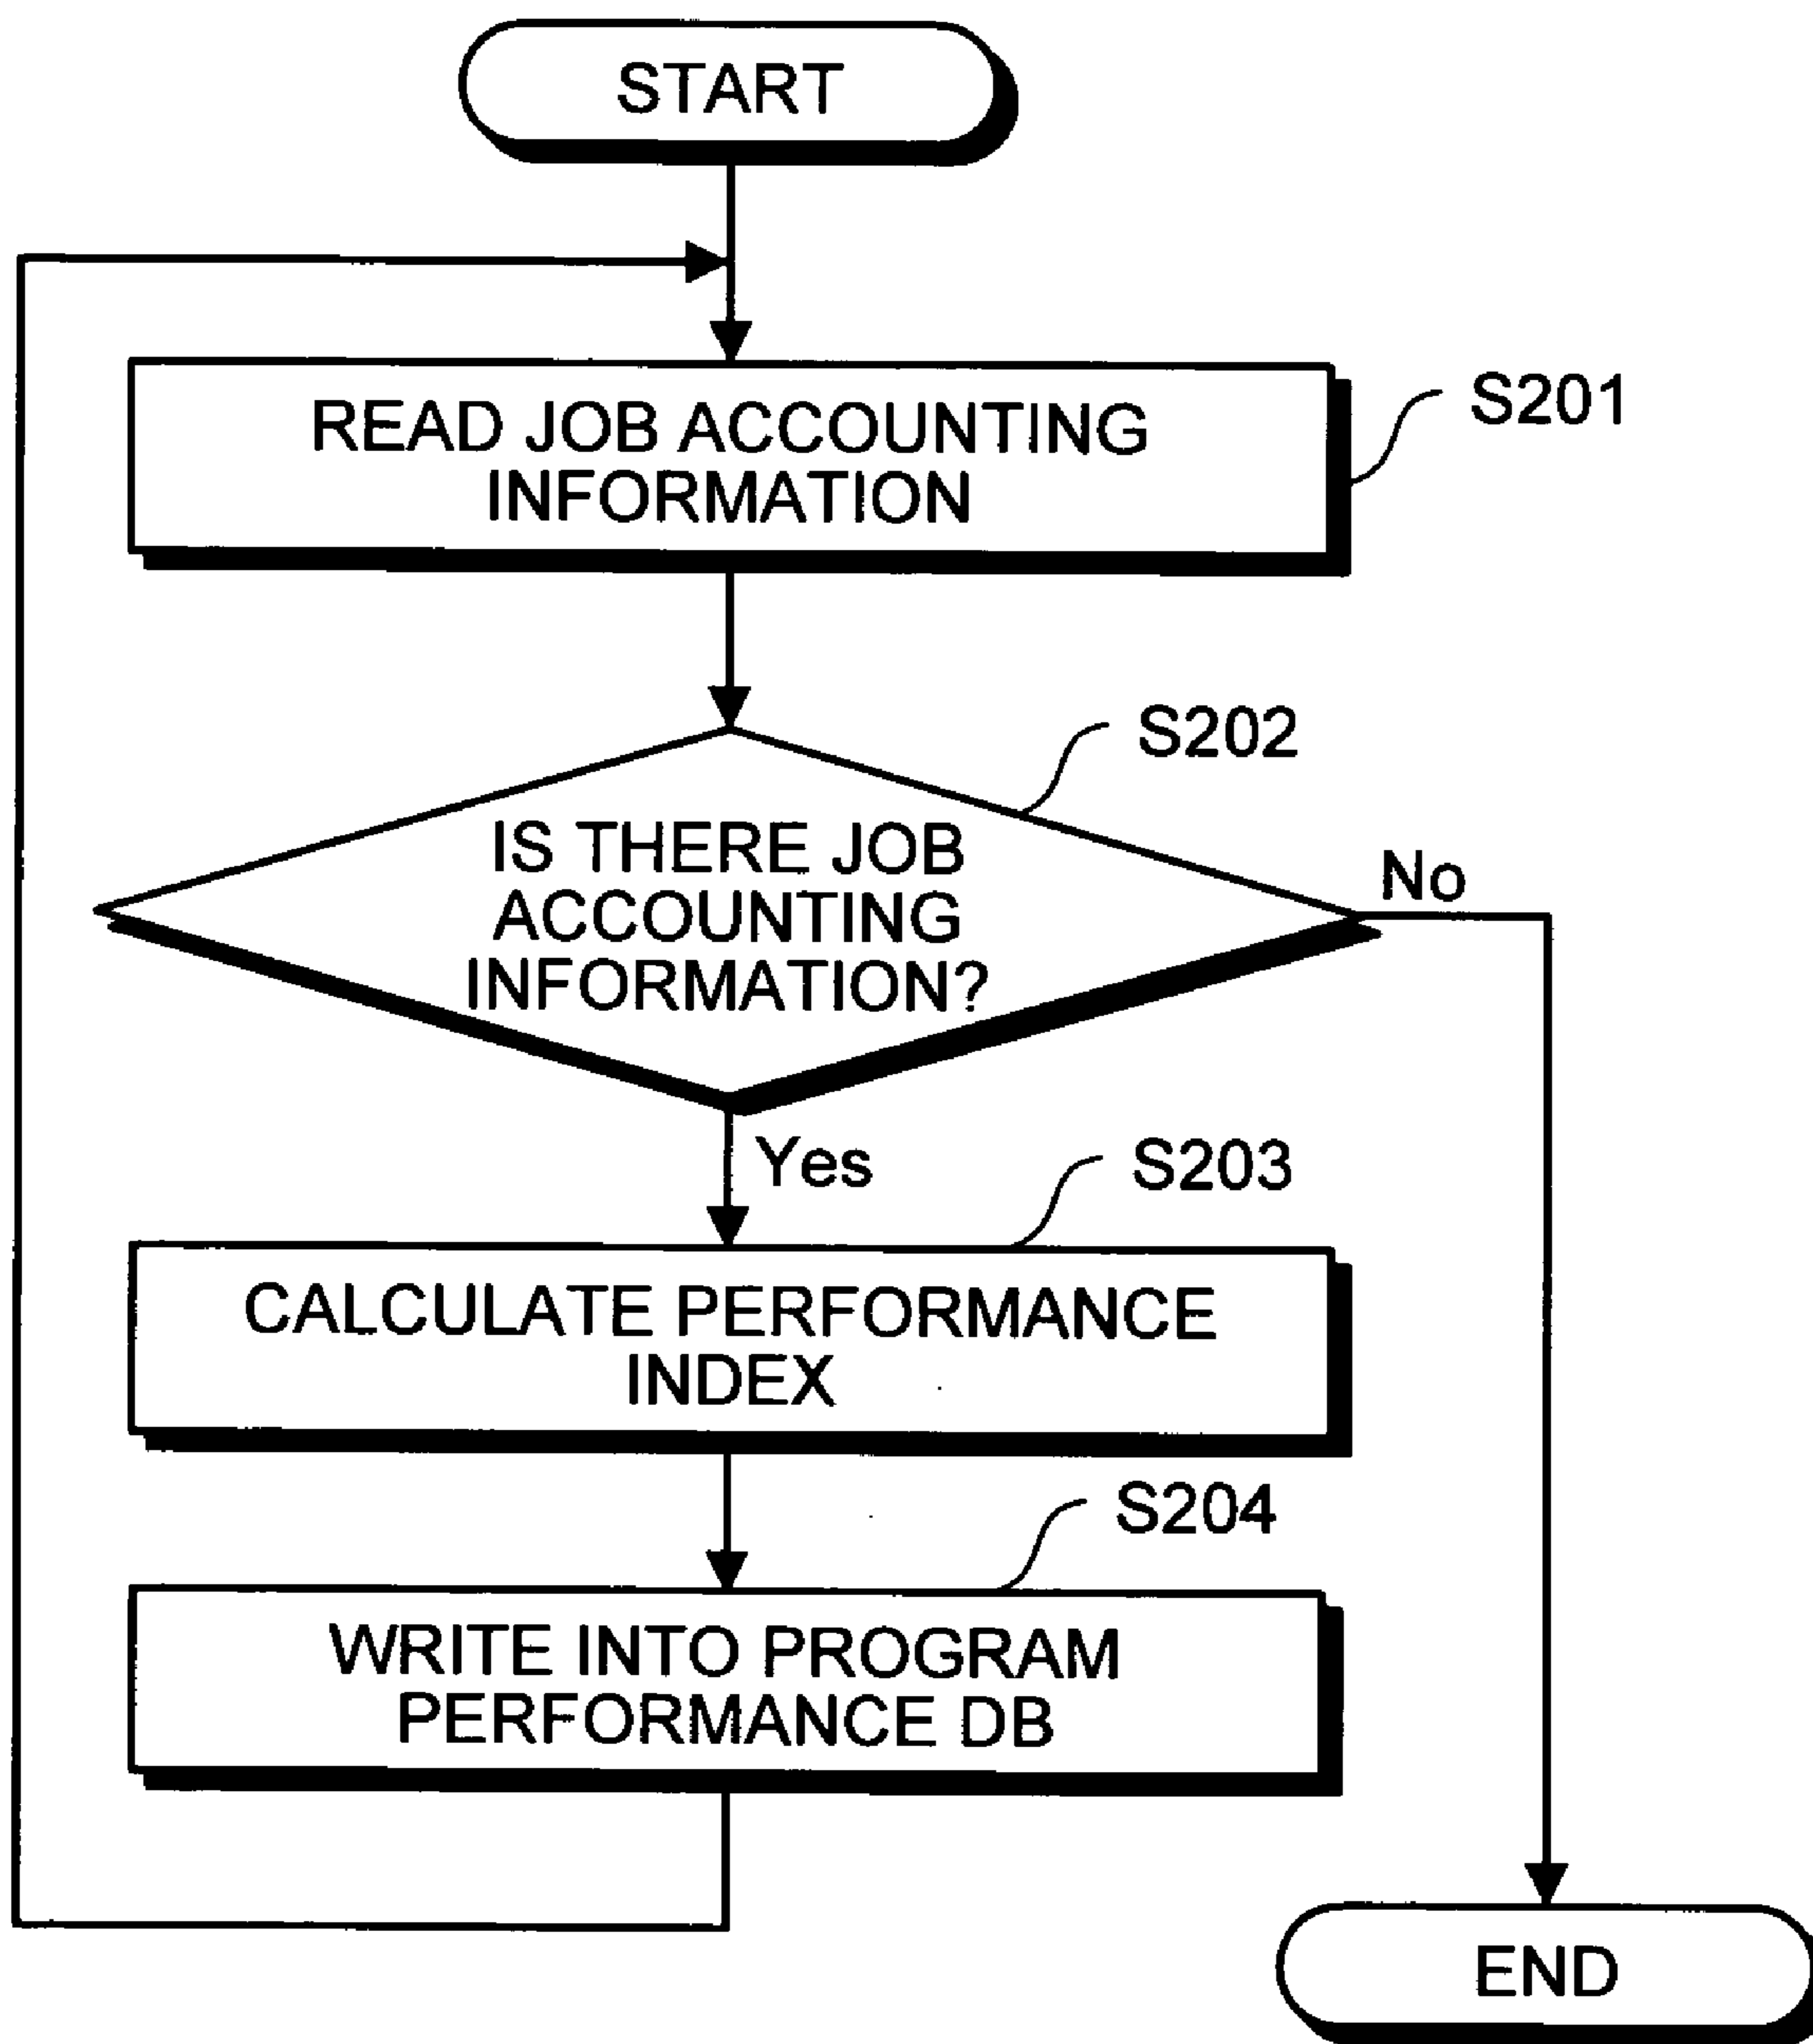 START
READ JOB ACCOUNTING
INFORMATION
S201
S202
IS THERE JOB
ACCOUNTING
INFORMATION?
No
Yes
S203
CALCULATE PERFORMANCE
INDEX
S204
WRITE INTO PROGRAM
PERFORMANCE DB
END